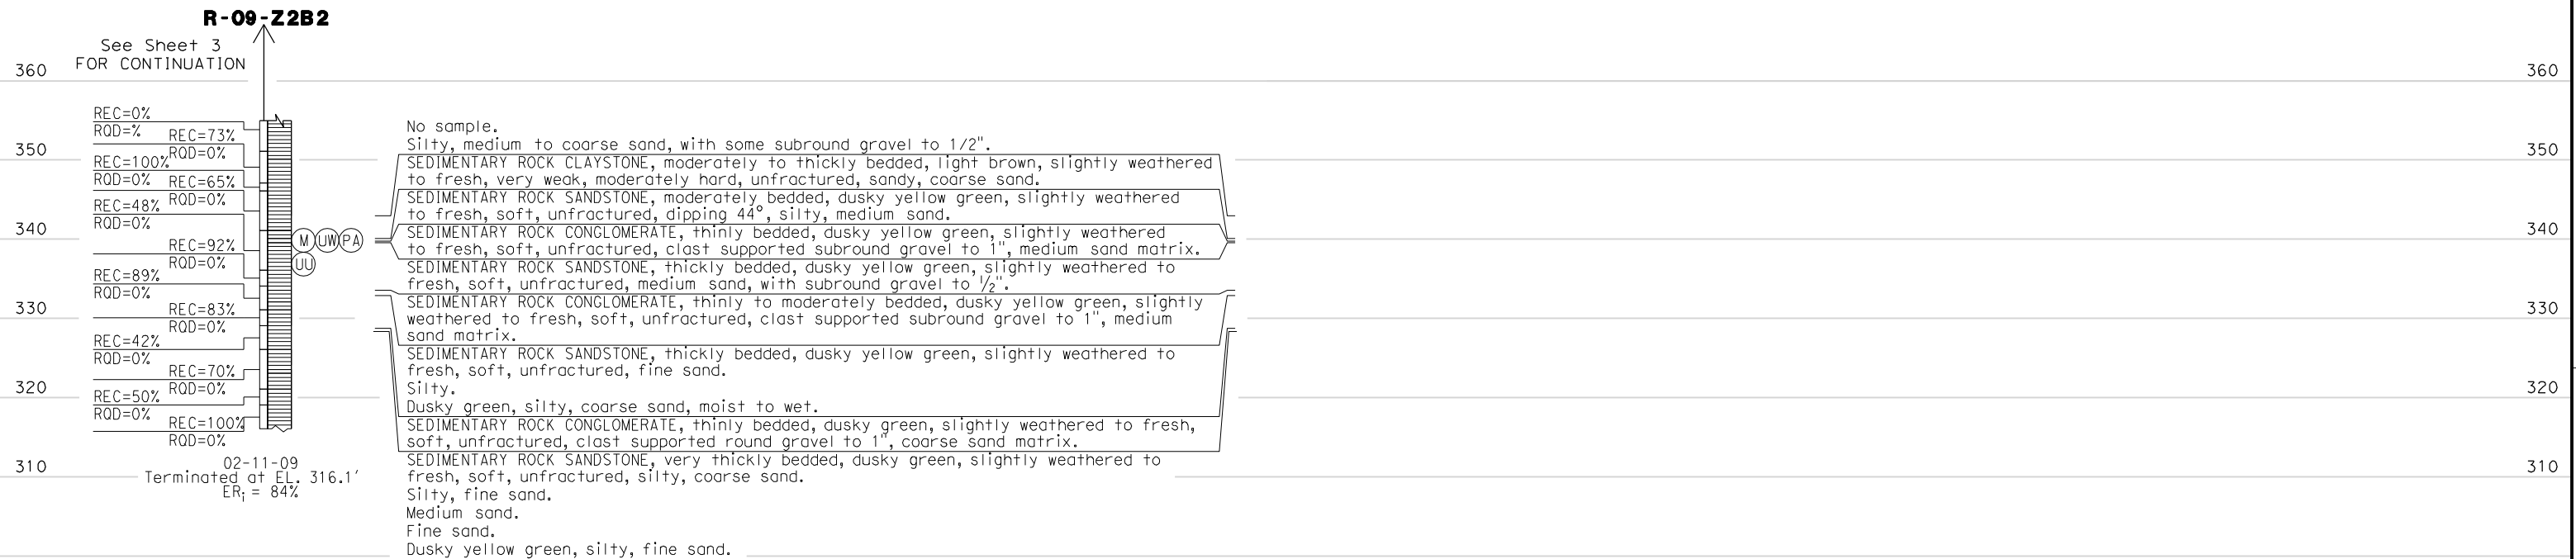 R-09-Z2B2
See Sheet 3
FOR CONTINUATION
360
360
REC=0%
RQD=%
REC=73%
RQD=0%
350
350
REC=100%
RQD=0%
REC=65%
RQD=0%
REC=48%
RQD=0%
340
340
REC=92%
RQD=0%
M
UW
PA
UU
REC=89%
RQD=0%
REC=83%
RQD=0%
330
330
REC=42%
RQD=0%
REC=70%
RQD=0%
320
320
REC=50%
RQD=0%
REC=100%
RQD=0%
02-11-09
Terminated at EL. 316.1'
ERi = 84%
310
310
No sample.
Silty, medium to coarse sand, with some subround gravel to 1/2".
SEDIMENTARY ROCK CLAYSTONE, moderately to thickly bedded, light brown, slightly weathered
to fresh, very weak, moderately hard, unfractured, sandy, coarse sand.
SEDIMENTARY ROCK SANDSTONE, moderately bedded, dusky yellow green, slightly weathered
to fresh, soft, unfractured, dipping 44°, silty, medium sand.
SEDIMENTARY ROCK CONGLOMERATE, thinly bedded, dusky yellow green, slightly weathered
to fresh, soft, unfractured, clast supported subround gravel to 1", medium sand matrix.
SEDIMENTARY ROCK SANDSTONE, thickly bedded, dusky yellow green, slightly weathered to
fresh, soft, unfractured, medium sand, with subround gravel to 1/2".
SEDIMENTARY ROCK CONGLOMERATE, thinly to moderately bedded, dusky yellow green, slightly
weathered to fresh, soft, unfractured, clast supported subround gravel to 1", medium
sand matrix.
SEDIMENTARY ROCK SANDSTONE, thickly bedded, dusky yellow green, slightly weathered to
fresh, soft, unfractured, fine sand.
Silty.
Dusky green, silty, coarse sand, moist to wet.
SEDIMENTARY ROCK CONGLOMERATE, thinly bedded, dusky green, slightly weathered to fresh,
soft, unfractured, clast supported round gravel to 1", coarse sand matrix.
SEDIMENTARY ROCK SANDSTONE, very thickly bedded, dusky green, slightly weathered to
fresh, soft, unfractured, silty, coarse sand.
Silty, fine sand.
Medium sand.
Fine sand.
Dusky yellow green, silty, fine sand.